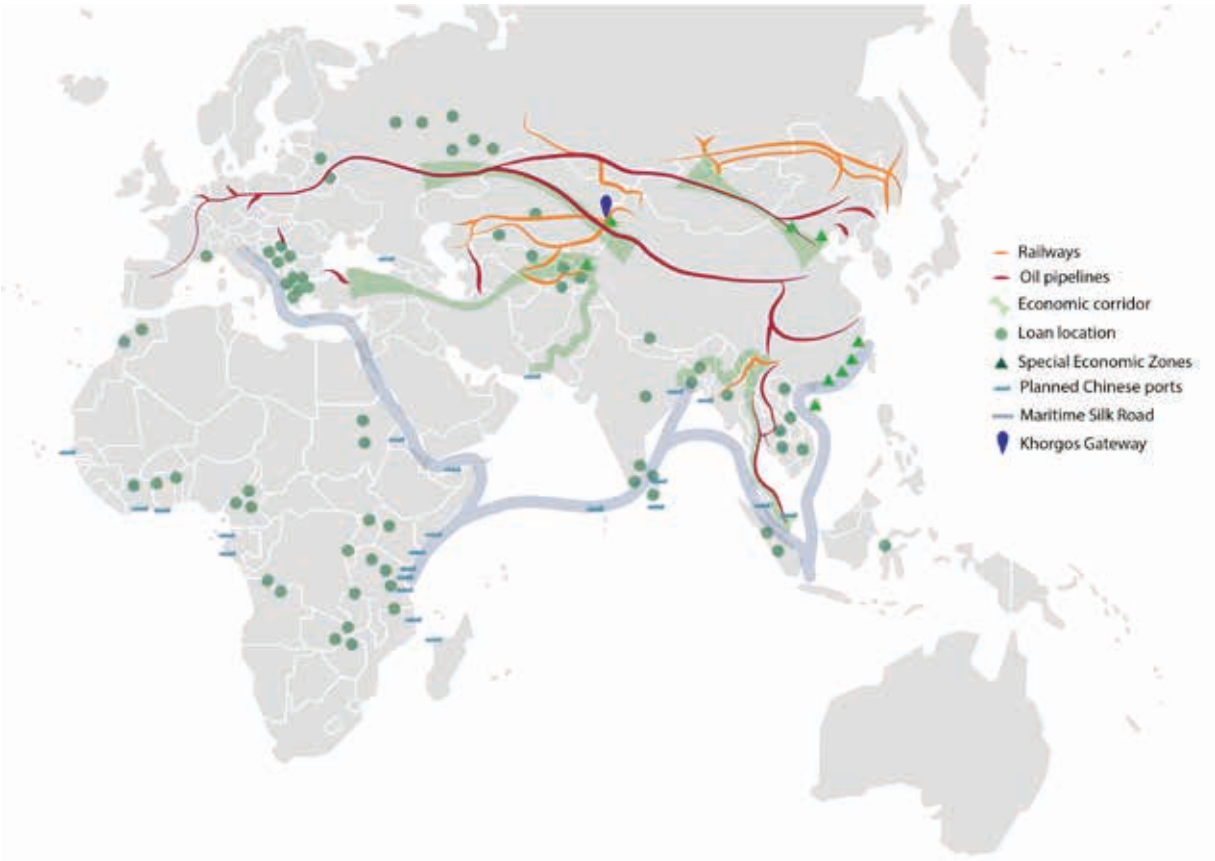 Railways
Oil pipelines
Economic corridor
Loan location
Special Economic Zones
Planned Chinese ports
Maritime Silk Road
Khorgos Gateway